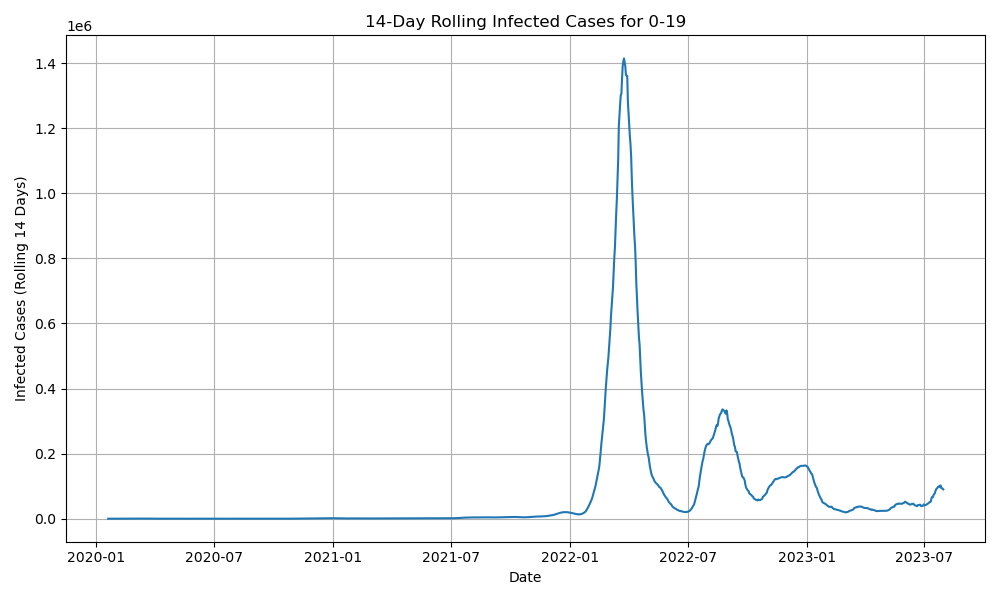 14-Day Rolling Infected Cases for 0-19
1e6
1.4
1.2
1.0
0.8
0.6
0.4
0.2
0.0
Infected Cases (Rolling 14 Days)
2020-01 2020-07 2021-01 2021-07 2022-01 2022-07 2023-01 2023-07
Date